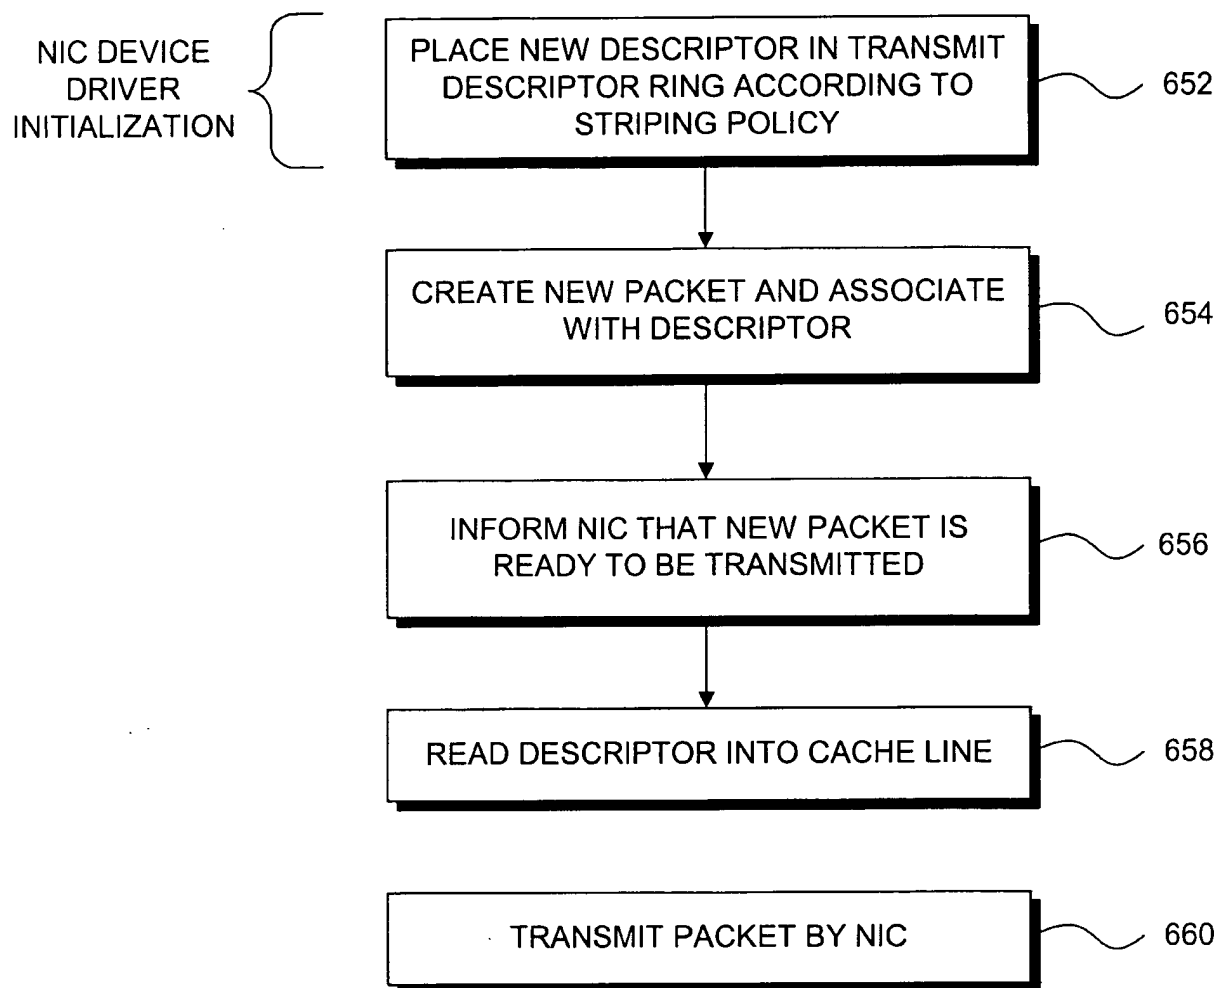 NIC DEVICE
DRIVER
INITIALIZATION
PLACE NEW DESCRIPTOR IN TRANSMIT
DESCRIPTOR RING ACCORDING TO
STRIPING POLICY
652
CREATE NEW PACKET AND ASSOCIATE
WITH DESCRIPTOR
654
INFORM NIC THAT NEW PACKET IS
READY TO BE TRANSMITTED
656
READ DESCRIPTOR INTO CACHE LINE
658
TRANSMIT PACKET BY NIC
660